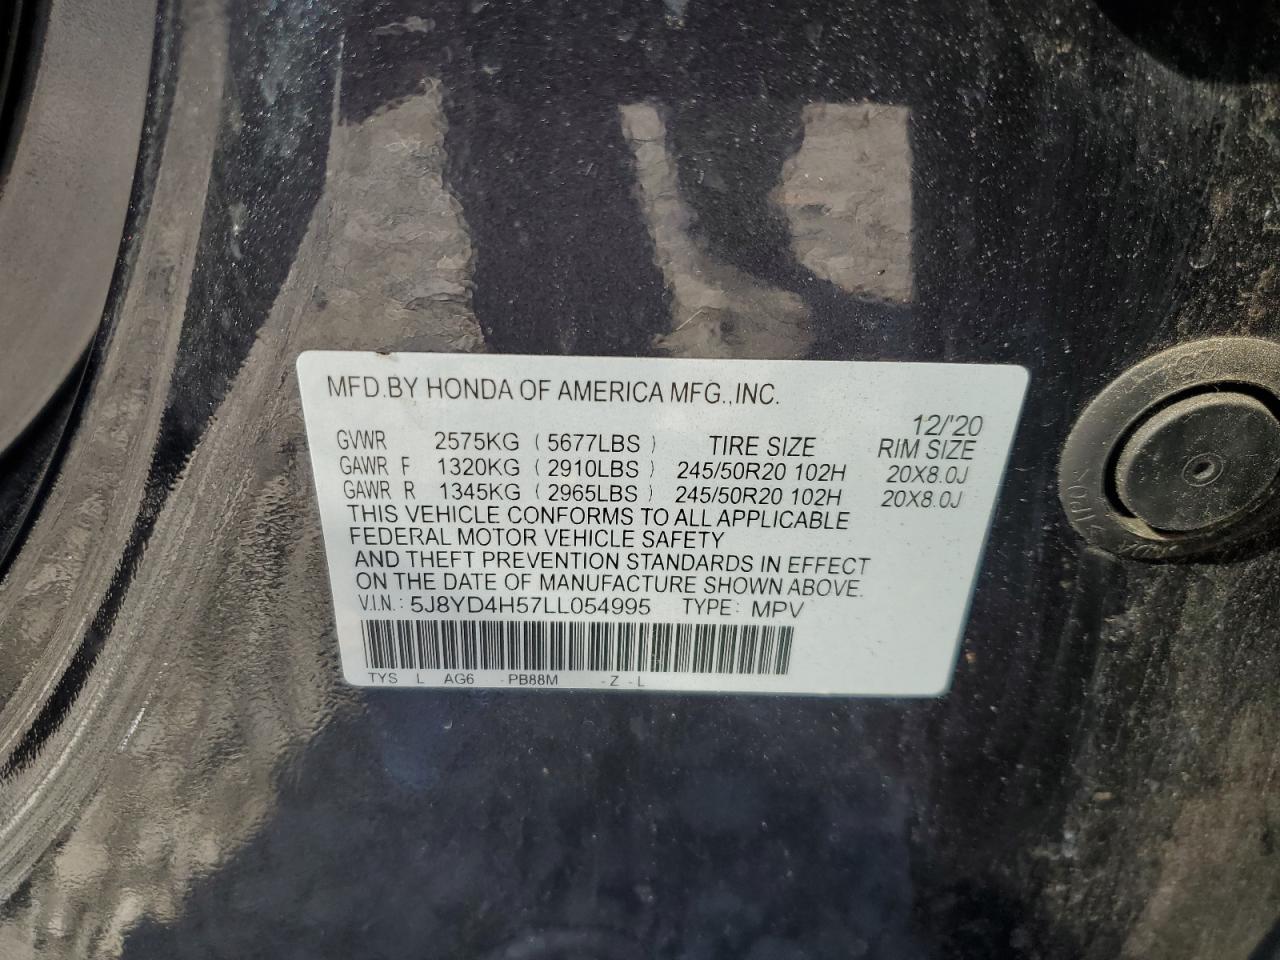 MFD.BY HONDA OF AMERICA MFG.,INC.
12/'20
GVWR 2575KG ( 5677LBS ) TIRE SIZE RIM SIZE
GAWR F 1320KG ( 2910LBS ) 245/50R20 102H 20X8.0J
GAWR R 1345KG ( 2965LBS ) 245/50R20 102H 20X8.0J
THIS VEHICLE CONFORMS TO ALL APPLICABLE
FEDERAL MOTOR VEHICLE SAFETY
AND THEFT PREVENTION STANDARDS IN EFFECT
ON THE DATE OF MANUFACTURE SHOWN ABOVE.
V.I.N: 5J8YD4H57LL054995 TYPE: MPV
TYS L AG6 -PB88M -Z -L